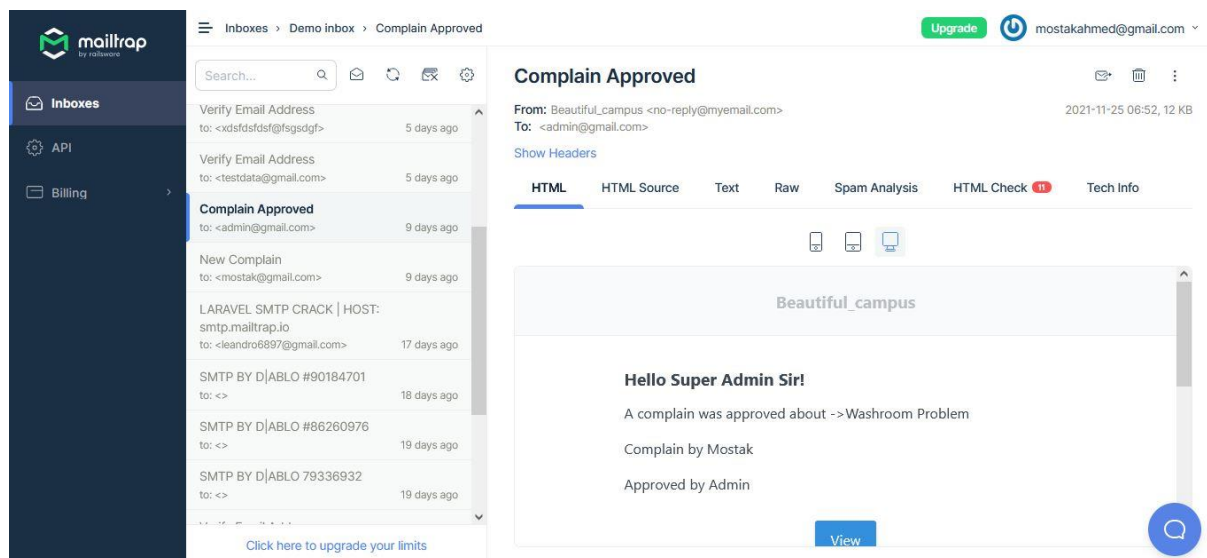 mailtrap
by railsware
Inboxes
API
Billing
Inboxes › Demo inbox › Complain Approved
Upgrade
mostakahmed@gmail.com
Search...
Verify Email Address
to: <xdsfdsfdsf@fsgsdgf>
5 days ago
Verify Email Address
to: <testdata@gmail.com>
5 days ago
Complain Approved
to: <admin@gmail.com>
9 days ago
New Complain
to: <mostak@gmail.com>
9 days ago
LARAVEL SMTP CRACK | HOST:
smtp.mailtrap.io
to: <leandro6897@gmail.com>
17 days ago
SMTP BY D|ABLO #90184701
to: <>
18 days ago
SMTP BY D|ABLO #86260976
to: <>
19 days ago
SMTP BY D|ABLO 79336932
to: <>
19 days ago
Click here to upgrade your limits
Complain Approved
From: Beautiful_campus <no-reply@myemail.com>
2021-11-25 06:52, 12 KB
To: <admin@gmail.com>
Show Headers
HTML HTML Source Text Raw Spam Analysis HTML Check 11 Tech Info
Beautiful_campus
Hello Super Admin Sir!
A complain was approved about ->Washroom Problem
Complain by Mostak
Approved by Admin
View